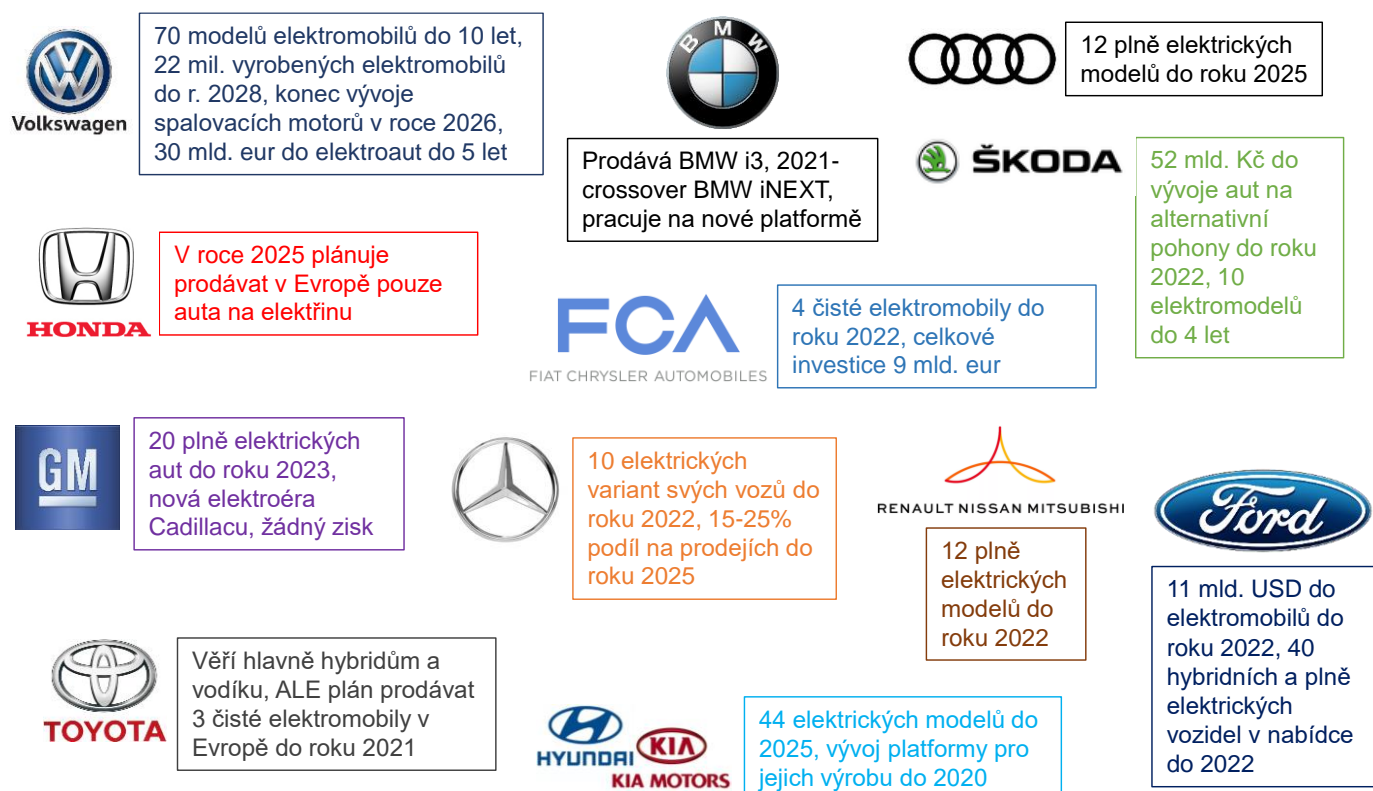 Volkswagen
70 modelů elektromobilů do 10 let,
22 mil. vyrobených elektromobilů
do r. 2028, konec vývoje
spalovacích motorů v roce 2026,
30 mld. eur do elektroaut do 5 let
BMW
Prodává BMW i3, 2021-
crossover BMW iNEXT,
pracuje na nové platformě
12 plně elektrických
modelů do roku 2025
ŠKODA
52 mld. Kč do
vývoje aut na
alternativní
pohony do roku
2022, 10
elektromodelů
do 4 let
HONDA
V roce 2025 plánuje
prodávat v Evropě pouze
auta na elektřinu
FCA
FIAT CHRYSLER AUTOMOBILES
4 čisté elektromobily do
roku 2022, celkové
investice 9 mld. eur
GM
20 plně elektrických
aut do roku 2023,
nová elektroéra
Cadillacu, žádný zisk
10 elektrických
variant svých vozů do
roku 2022, 15-25%
podíl na prodejích do
roku 2025
RENAULT NISSAN MITSUBISHI
12 plně
elektrických
modelů do
roku 2022
Ford
11 mld. USD do
elektromobilů do
roku 2022, 40
hybridních a plně
elektrických
vozidel v nabídce
do 2022
TOYOTA
Věří hlavně hybridům a
vodíku, ALE plán prodávat
3 čisté elektromobily v
Evropě do roku 2021
HYUNDAI
KIA
KIA MOTORS
44 elektrických modelů do
2025, vývoj platformy pro
jejich výrobu do 2020